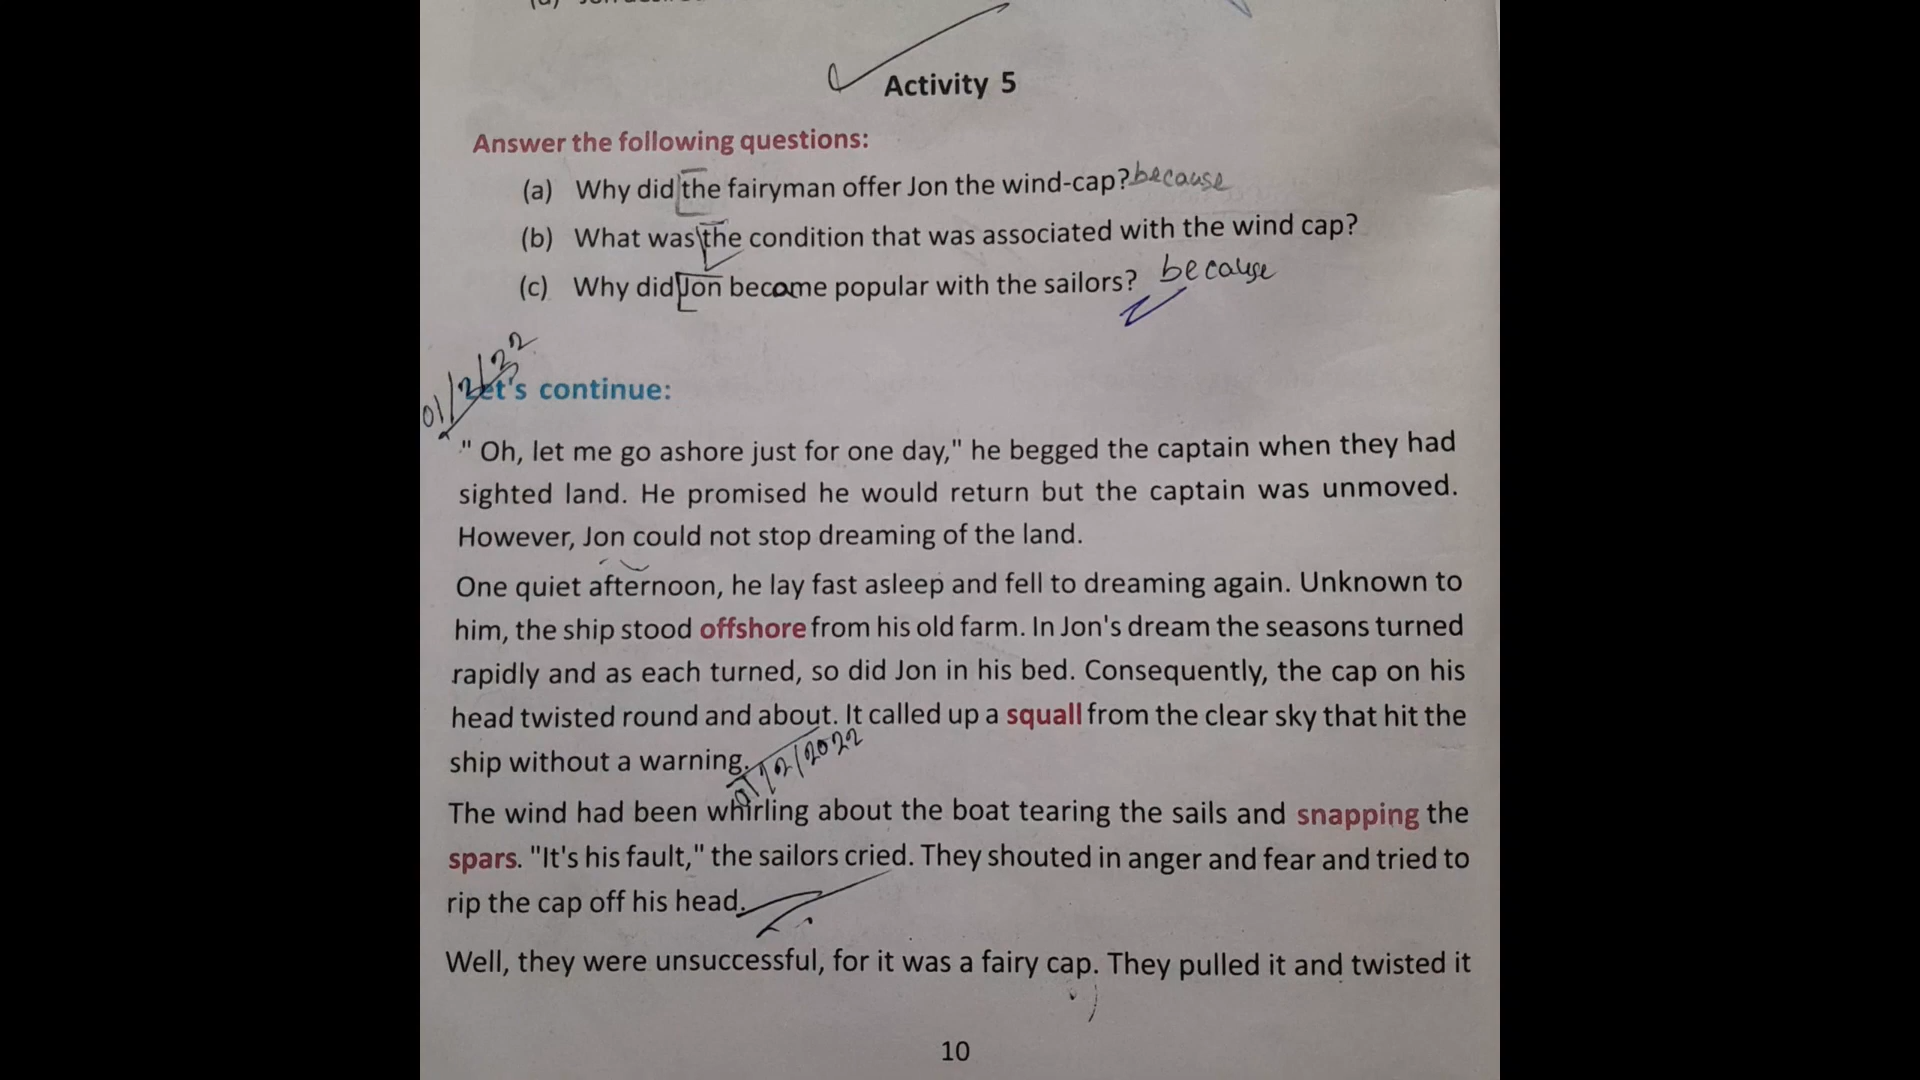 Activity 5
Answer the following questions:
(a) Why did the fairyman offer Jon the wind-cap? because
(b) What was the condition that was associated with the wind cap?
(c) Why did Jon become popular with the sailors? because
01/2/22
Let's continue:
" Oh, let me go ashore just for one day," he begged the captain when they had
sighted land. He promised he would return but the captain was unmoved.
However, Jon could not stop dreaming of the land.
One quiet afternoon, he lay fast asleep and fell to dreaming again. Unknown to
him, the ship stood offshore from his old farm. In Jon's dream the seasons turned
rapidly and as each turned, so did Jon in his bed. Consequently, the cap on his
head twisted round and about. It called up a squall from the clear sky that hit the
ship without a warning.
01/2/2022
The wind had been whirling about the boat tearing the sails and snapping the
spars. "It's his fault," the sailors cried. They shouted in anger and fear and tried to
rip the cap off his head.
Well, they were unsuccessful, for it was a fairy cap. They pulled it and twisted it
10